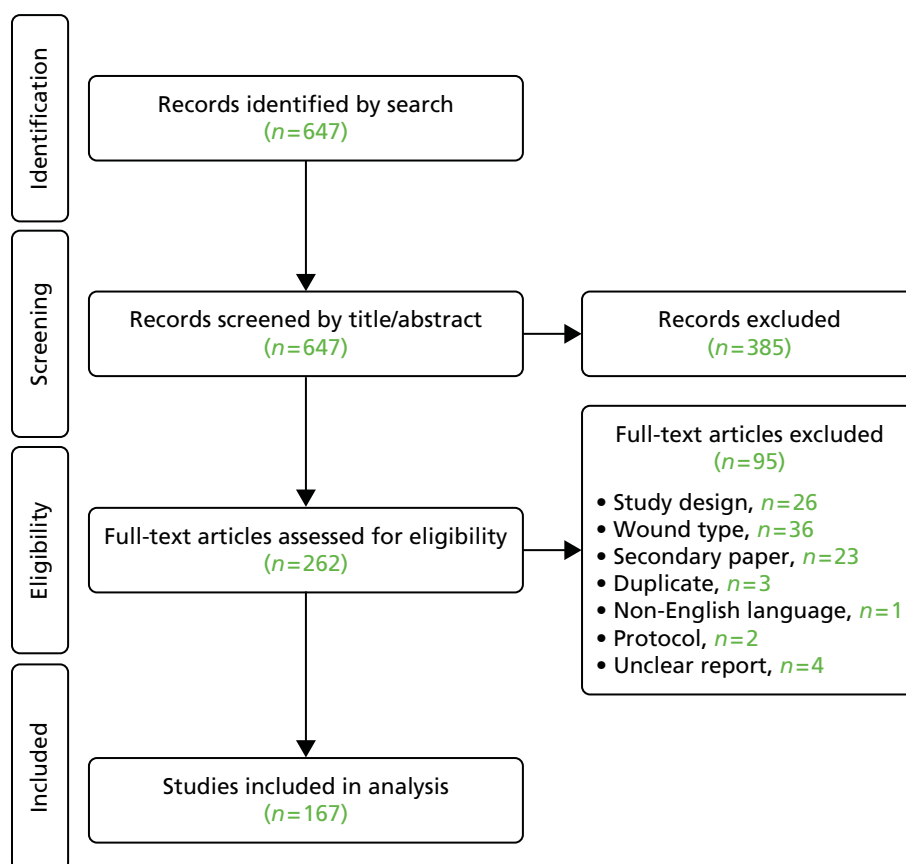 Identification
Records identified by search
(n=647)
Screening
Records screened by title/abstract
(n=647)
Records excluded
(n=385)
Eligibility
Full-text articles assessed for eligibility
(n=262)
Full-text articles excluded
(n=95)
• Study design, n=26
• Wound type, n=36
• Secondary paper, n=23
• Duplicate, n=3
• Non-English language, n=1
• Protocol, n=2
• Unclear report, n=4
Included
Studies included in analysis
(n=167)